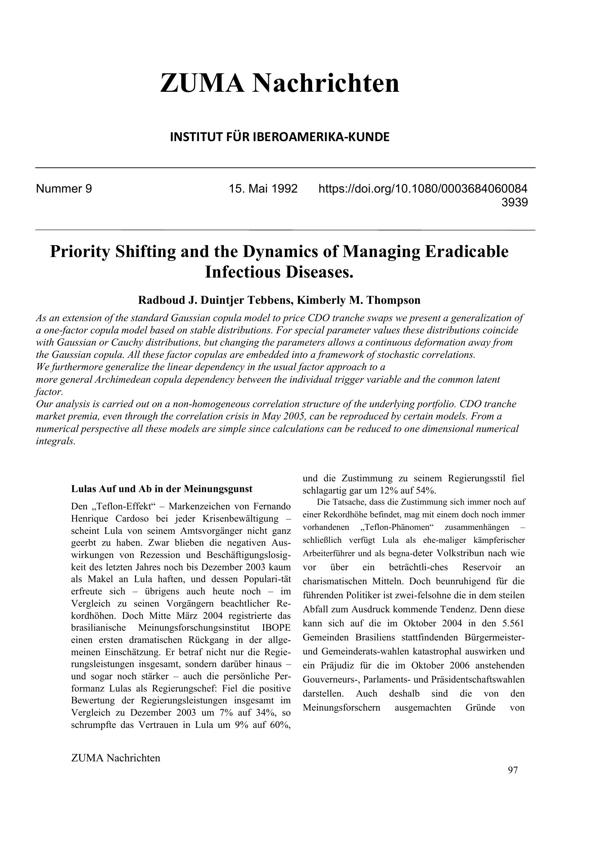 ZUMA Nachrichten
INSTITUT FÜR IBEROAMERIKA-KUNDE
Nummer 9 15. Mai 1992 https://doi.org/10.1080/0003684060084
3939
Priority Shifting and the Dynamics of Managing Eradicable
Infectious Diseases.
Radboud J. Duintjer Tebbens, Kimberly M. Thompson
As an extension of the standard Gaussian copula model to price CDO tranche swaps we present a generalization of
a one-factor copula model based on stable distributions. For special parameter values these distributions coincide
with Gaussian or Cauchy distributions, but changing the parameters allows a continuous deformation away from
the Gaussian copula. All these factor copulas are embedded into a framework of stochastic correlations.
We furthermore generalize the linear dependency in the usual factor approach to a
more general Archimedean copula dependency between the individual trigger variable and the common latent
factor.
Our analysis is carried out on a non-homogeneous correlation structure of the underlying portfolio. CDO tranche
market premia, even through the correlation crisis in May 2005, can be reproduced by certain models. From a
numerical perspective all these models are simple since calculations can be reduced to one dimensional numerical
integrals.
Lulas Auf und Ab in der Meinungsgunst
Den „Teflon-Effekt“ – Markenzeichen von Fernando
Henrique Cardoso bei jeder Krisenbewältigung –
scheint Lula von seinem Amtsvorgänger nicht ganz
geerbt zu haben. Zwar blieben die negativen Aus-
wirkungen von Rezession und Beschäftigungslosig-
keit des letzten Jahres noch bis Dezember 2003 kaum
als Makel an Lula haften, und dessen Populari-tät
erfreute sich – übrigens auch heute noch – im
Vergleich zu seinen Vorgängern beachtlicher Re-
kordhöhen. Doch Mitte März 2004 registrierte das
brasilianische Meinungsforschungsinstitut IBOPE
einen ersten dramatischen Rückgang in der allge-
meinen Einschätzung. Er betraf nicht nur die Regie-
rungsleistungen insgesamt, sondern darüber hinaus –
und sogar noch stärker – auch die persönliche Per-
formanz Lulas als Regierungschef: Fiel die positive
Bewertung der Regierungsleistungen insgesamt im
Vergleich zu Dezember 2003 um 7% auf 34%, so
schrumpfte das Vertrauen in Lula um 9% auf 60%,
und die Zustimmung zu seinem Regierungsstil fiel
schlagartig gar um 12% auf 54%.
Die Tatsache, dass die Zustimmung sich immer noch auf
einer Rekordhöhe befindet, mag mit einem doch noch immer
vorhandenen „Teflon-Phänomen“ zusammenhängen –
schließlich verfügt Lula als ehe-maliger kämpferischer
Arbeiterführer und als begna-deter Volkstribun nach wie
vor über ein beträchtli-ches Reservoir an
charismatischen Mitteln. Doch beunruhigend für die
führenden Politiker ist zwei-felsohne die in dem steilen
Abfall zum Ausdruck kommende Tendenz. Denn diese
kann sich auf die im Oktober 2004 in den 5.561
Gemeinden Brasiliens stattfindenden Bürgermeister-
und Gemeinderats-wahlen katastrophal auswirken und
ein Präjudiz für die im Oktober 2006 anstehenden
Gouverneurs-, Parlaments- und Präsidentschaftswahlen
darstellen. Auch deshalb sind die von den
Meinungsforschern ausgemachten Gründe von
ZUMA Nachrichten
97